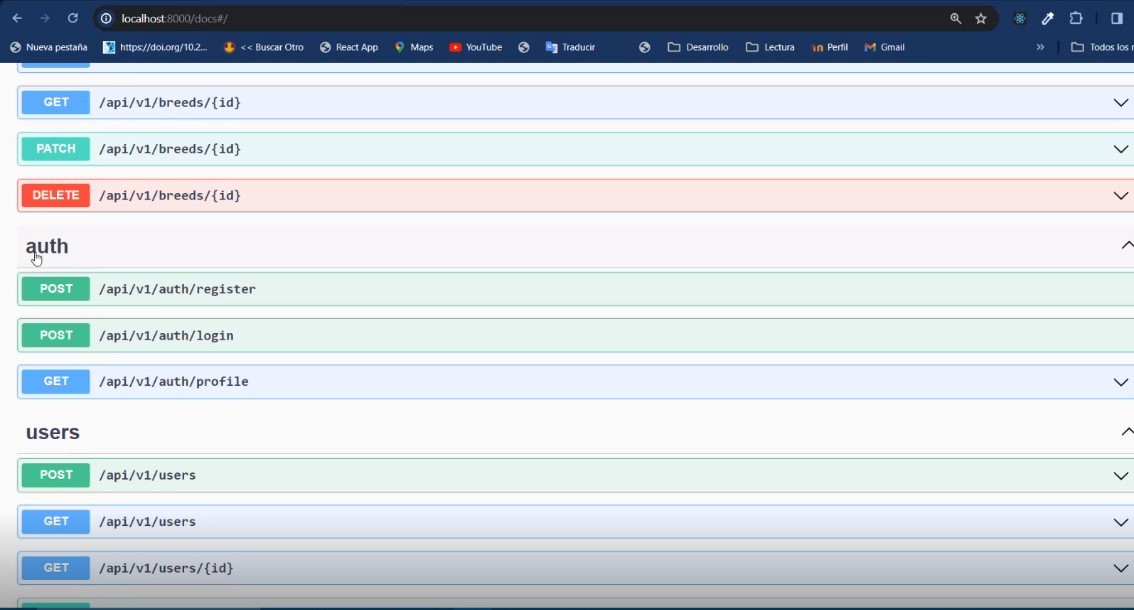 localhost:8000/docs#/
Nueva pestaña https://doi.org/10.2... << Buscar Otro React App Maps YouTube Traducir Desarrollo Lectura Perfil Gmail » Todos los
GET /api/v1/breeds/{id}
PATCH /api/v1/breeds/{id}
DELETE /api/v1/breeds/{id}
auth
POST /api/v1/auth/register
POST /api/v1/auth/login
GET /api/v1/auth/profile
users
POST /api/v1/users
GET /api/v1/users
GET /api/v1/users/{id}